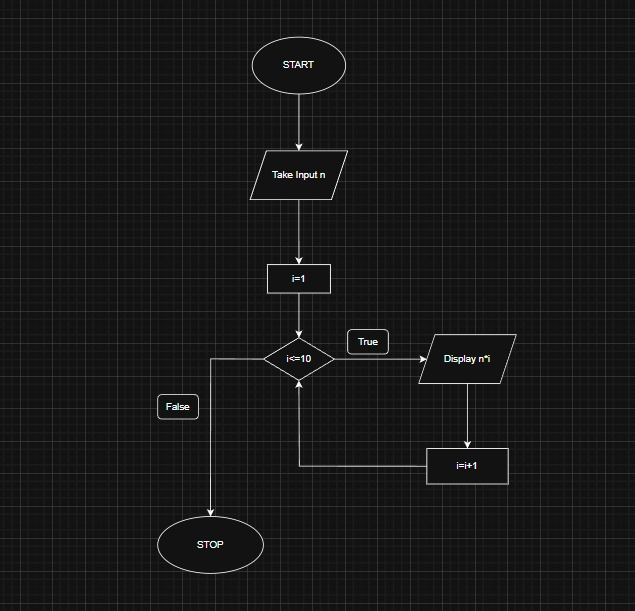 START
Take Input n
i=1
i<=10
True
Display n*i
False
i=i+1
STOP